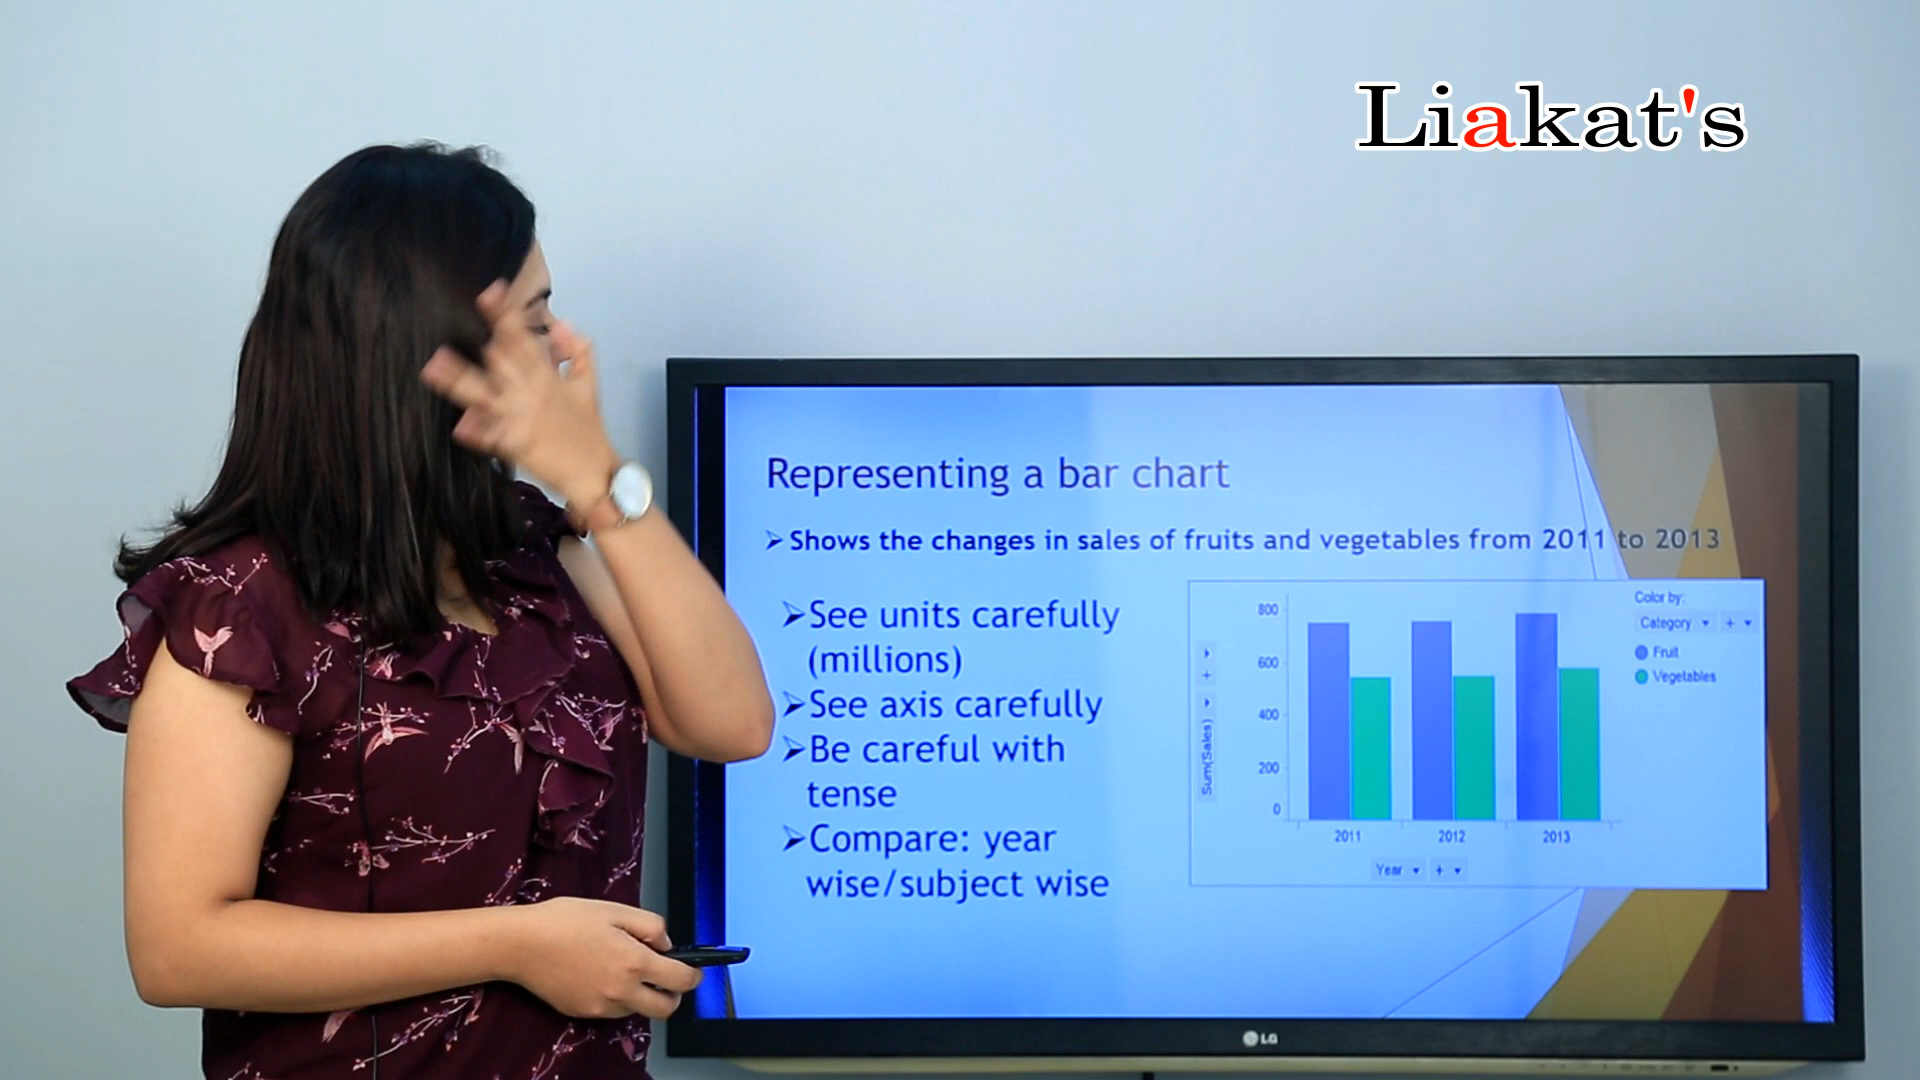 Liakat's
Representing a bar chart
➢ Shows the changes in sales of fruits and vegetables from 2011 to 2013
➢See units carefully
(millions)
➢See axis carefully
➢Be careful with
tense
➢Compare: year
wise/subject wise
Color by:
Category ▾ + ▾
Fruit
Vegetables
800
600
400
200
0
Sum(Sales)
2011 2012 2013
Year ▾ + ▾
LG